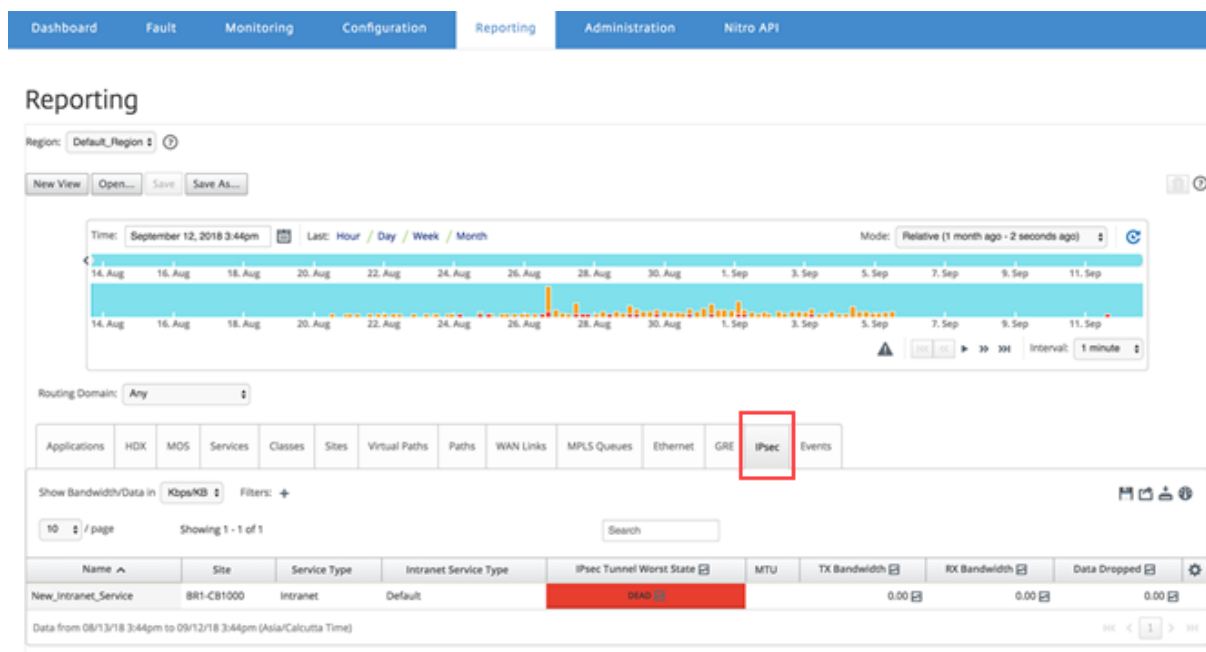 Dashboard Fault Monitoring Configuration Reporting Administration Nitro API
Reporting
Region: Default_Region
New View Open... Save Save As...
Time: September 12, 2018 3:44pm Last: Hour / Day / Week / Month Mode: Relative (1 month ago - 2 seconds ago)
14. Aug 16. Aug 18. Aug 20. Aug 22. Aug 24. Aug 26. Aug 28. Aug 30. Aug 1. Sep 3. Sep 5. Sep 7. Sep 9. Sep 11. Sep
14. Aug 16. Aug 18. Aug 20. Aug 22. Aug 24. Aug 26. Aug 28. Aug 30. Aug 1. Sep 3. Sep 5. Sep 7. Sep 9. Sep 11. Sep
Interval: 1 minute
Routing Domain: Any
Applications HDX MOS Services Classes Sites Virtual Paths Paths WAN Links MPLS Queues Ethernet GRE IPsec Events
Show Bandwidth/Data in Kbps/KB Filters: +
10 / page Showing 1 - 1 of 1 Search
Name Site Service Type Intranet Service Type IPsec Tunnel Worst State MTU TX Bandwidth RX Bandwidth Data Dropped
New_Intranet_Service BR1-CB1000 Intranet Default DEAD 0.00 0.00 0.00
Data from 08/13/18 3:44pm to 09/12/18 3:44pm (Asia/Calcutta Time) 1